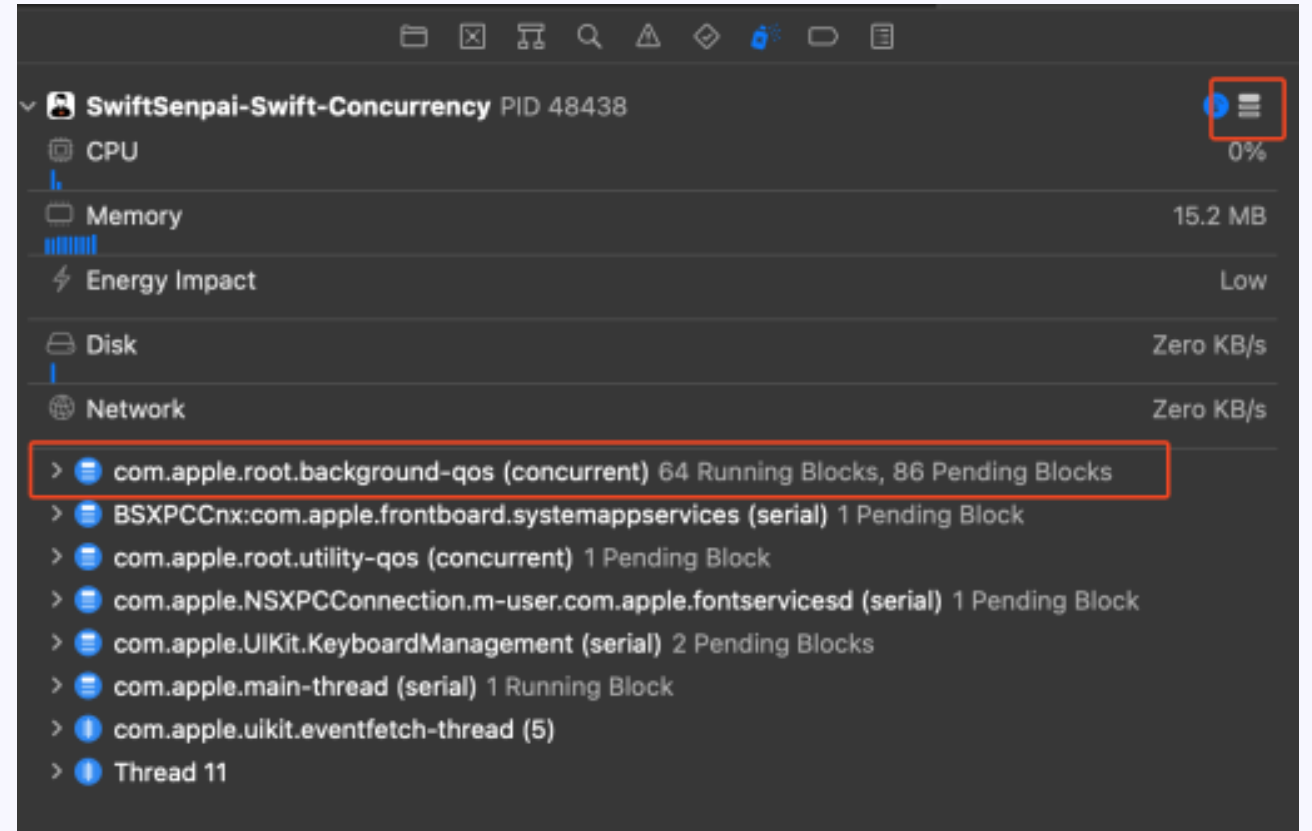 SwiftSenpai-Swift-Concurrency PID 48438
CPU 0%
Memory 15.2 MB
Energy Impact Low
Disk Zero KB/s
Network Zero KB/s
com.apple.root.background-qos (concurrent) 64 Running Blocks, 86 Pending Blocks
BSXPCCnx:com.apple.frontboard.systemappservices (serial) 1 Pending Block
com.apple.root.utility-qos (concurrent) 1 Pending Block
com.apple.NSXPCConnection.m-user.com.apple.fontservicesd (serial) 1 Pending Block
com.apple.UIKit.KeyboardManagement (serial) 2 Pending Blocks
com.apple.main-thread (serial) 1 Running Block
com.apple.uikit.eventfetch-thread (5)
Thread 11